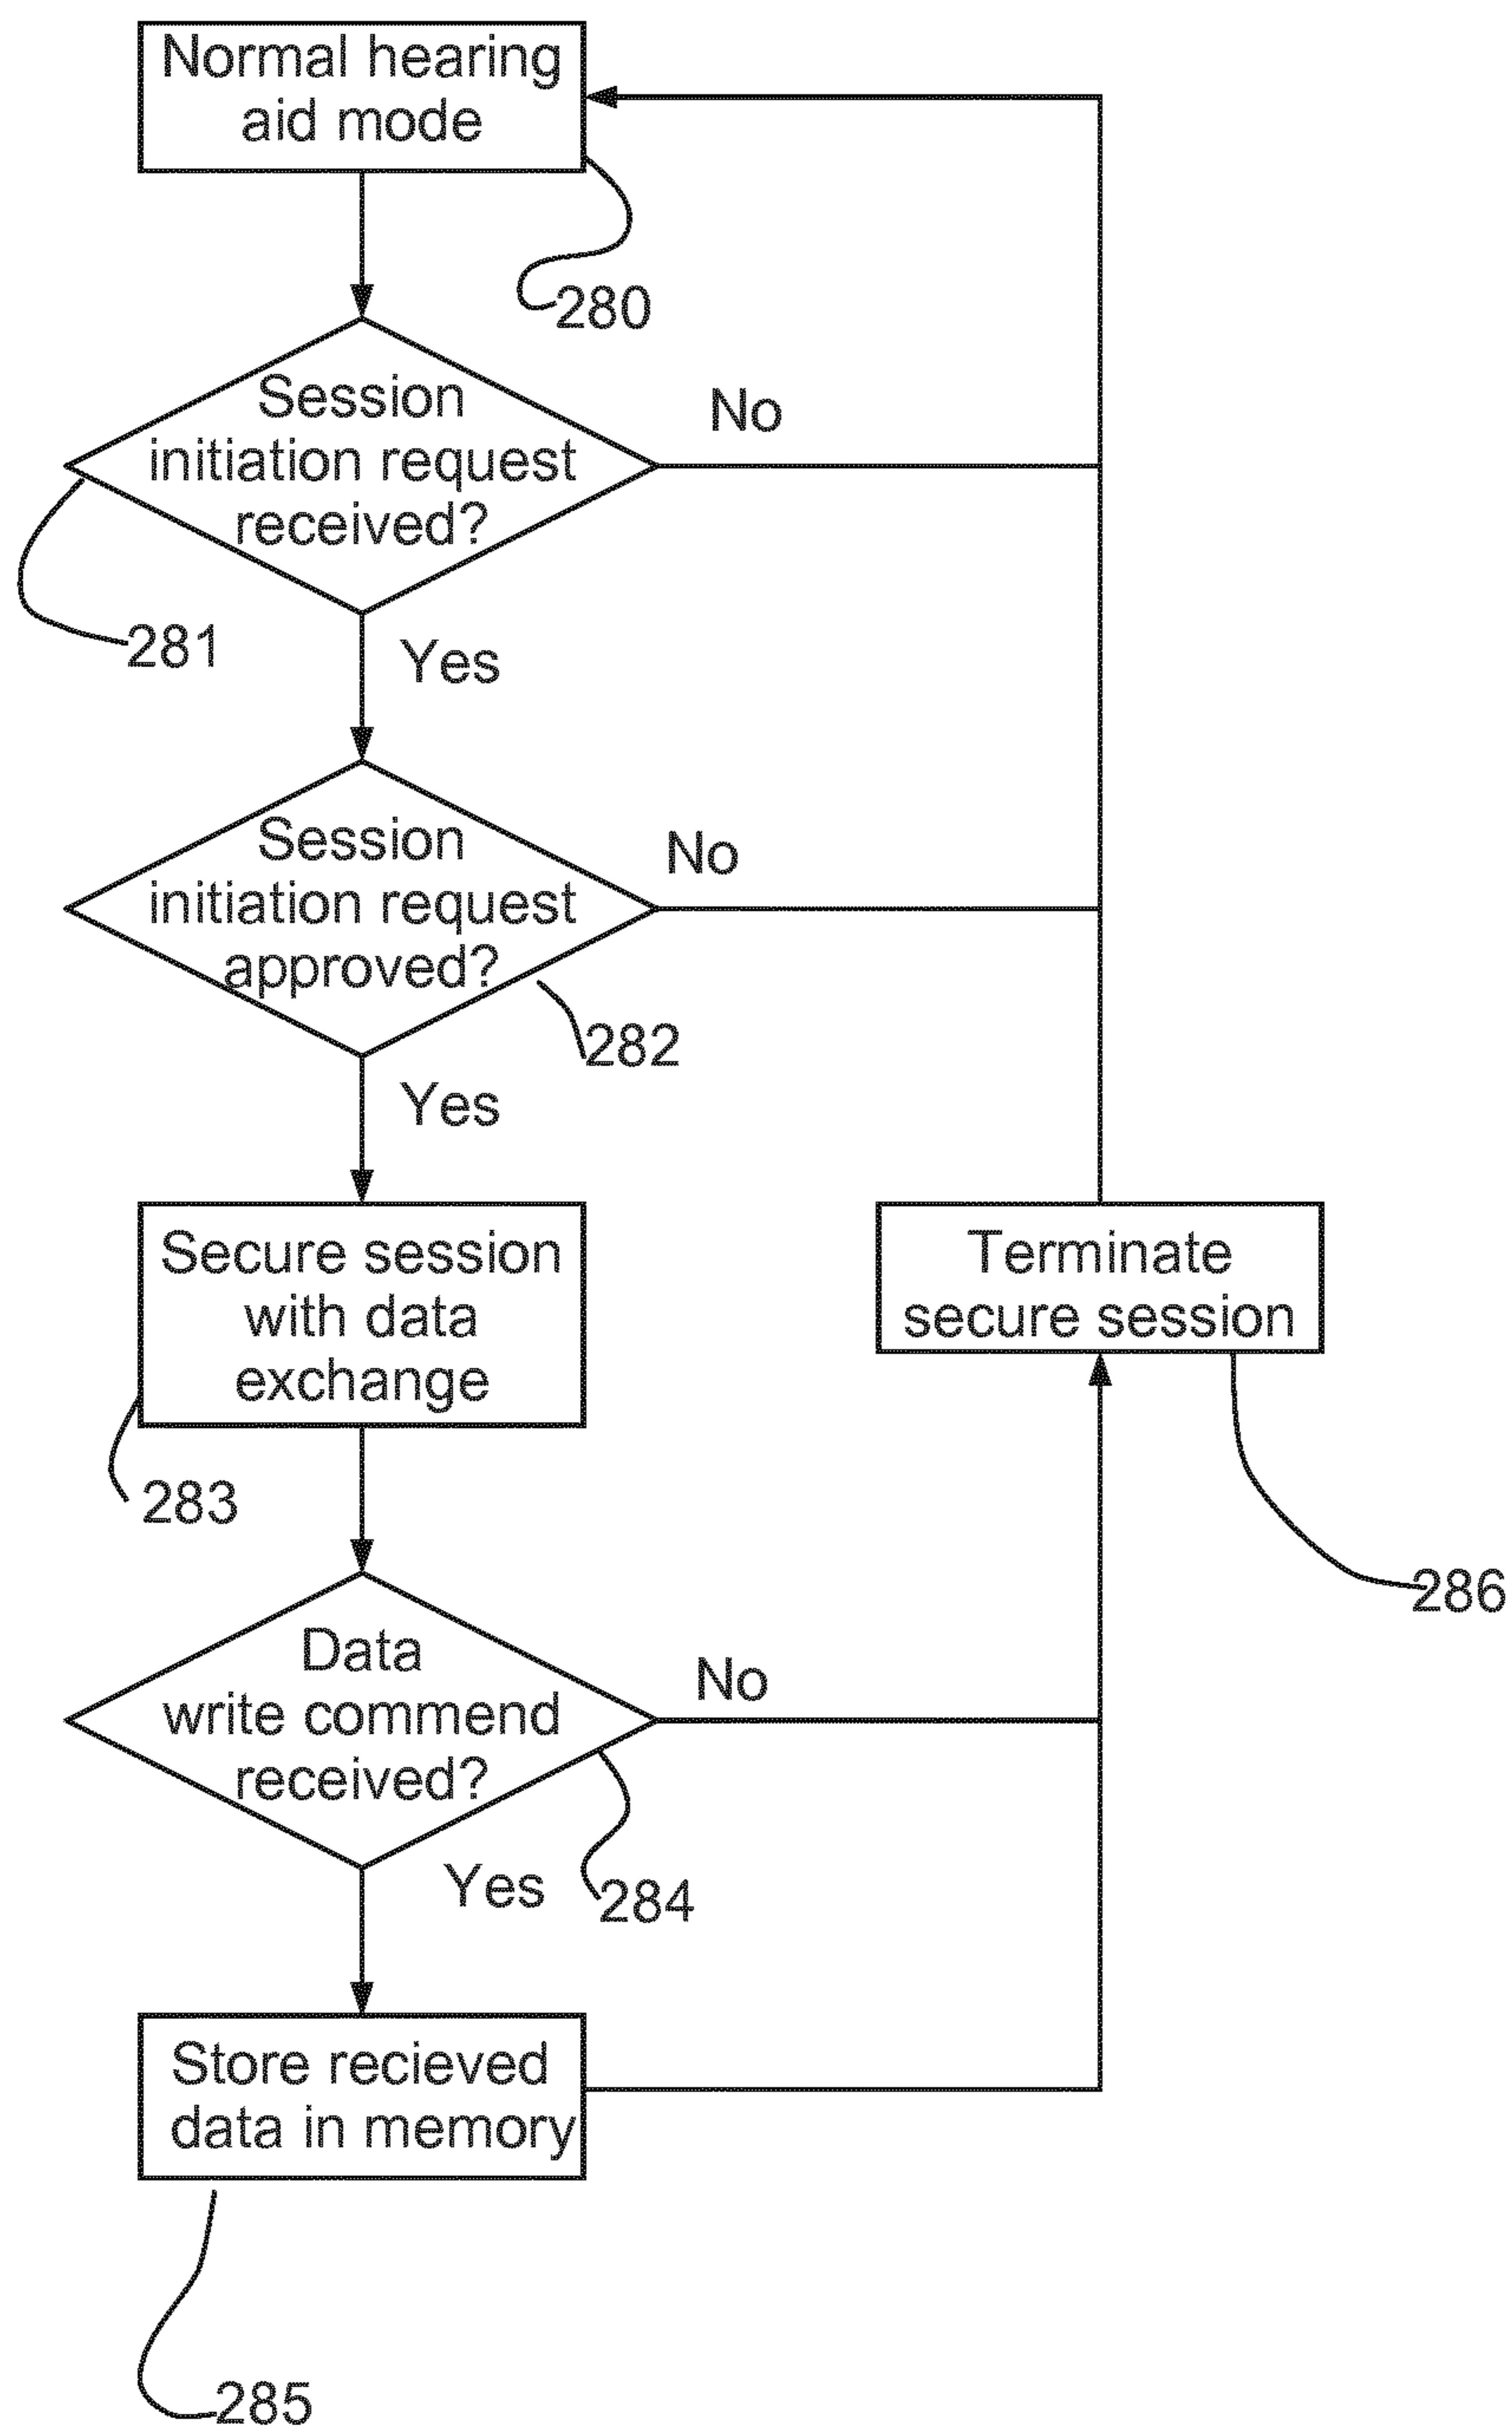 Normal hearing
aid mode
280
Session
initiation request
received?
No
281
Yes
Session
initiation request
approved?
No
282
Yes
Secure session
with data
exchange
283
Terminate
secure session
286
Data
write commend
received?
No
284
Yes
Store recieved
data in memory
285